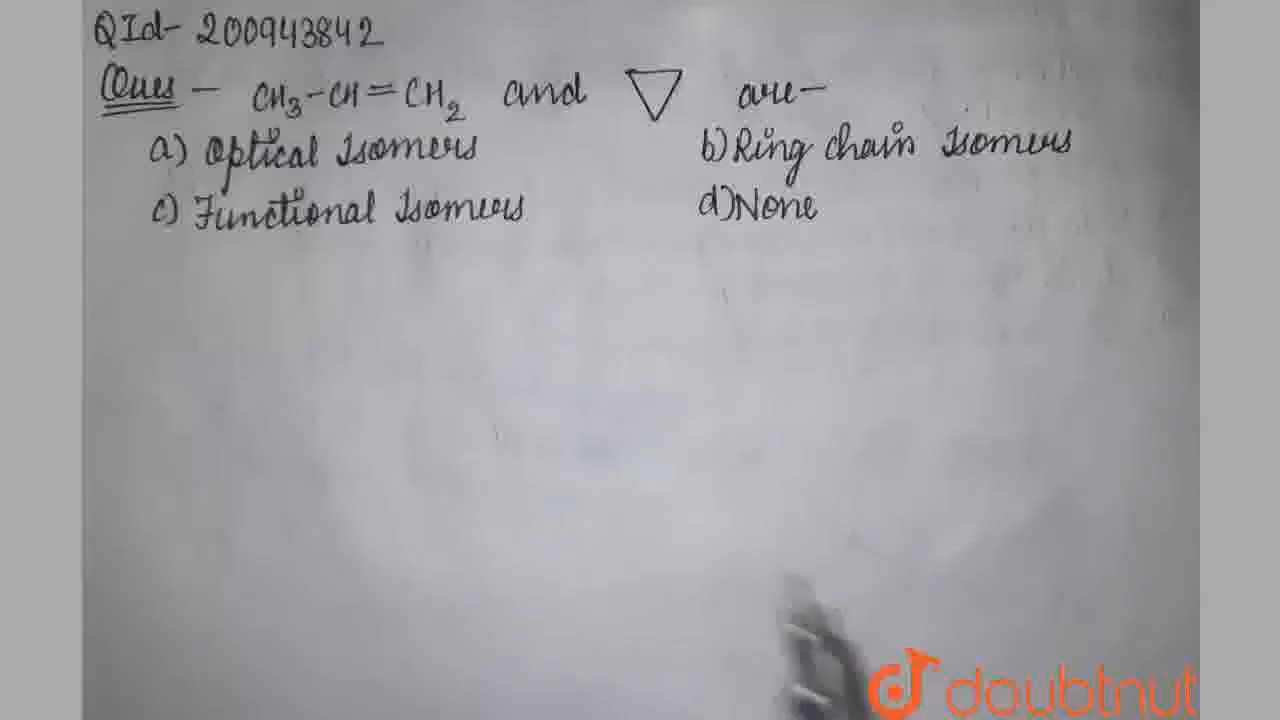 QId- 200943842
Ques - CH3-CH=CH2 and ▽ are-
a) Optical Isomers b) Ring chain Isomers
c) Functional Isomers d) None
doubtnut